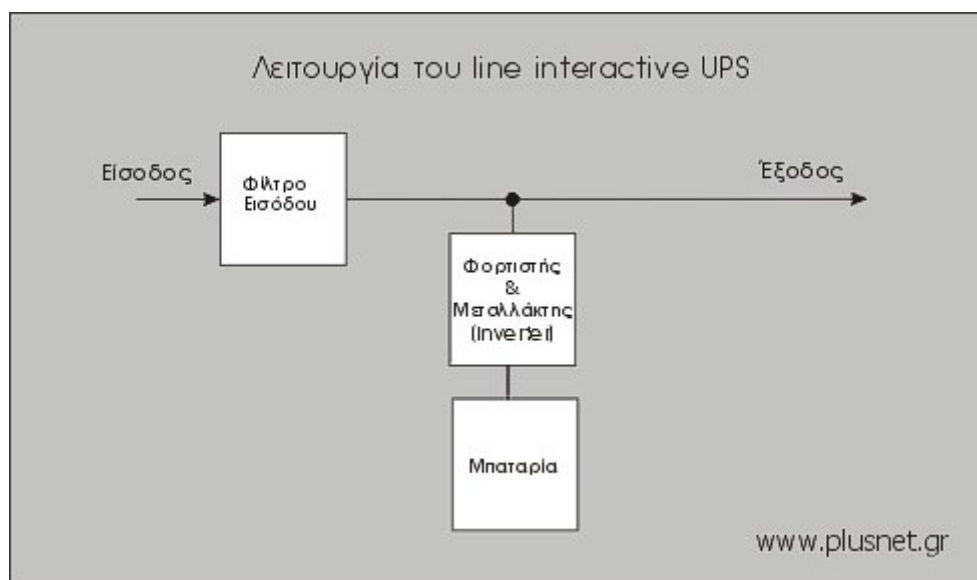 Λειτουργία του line interactive UPS
Είσοδος
Φίλτρο
Εισόδου
Έξοδος
Φορτιστής
&
Μεταλλάκτης
(Inverter)
Μπαταρία
www.plusnet.gr